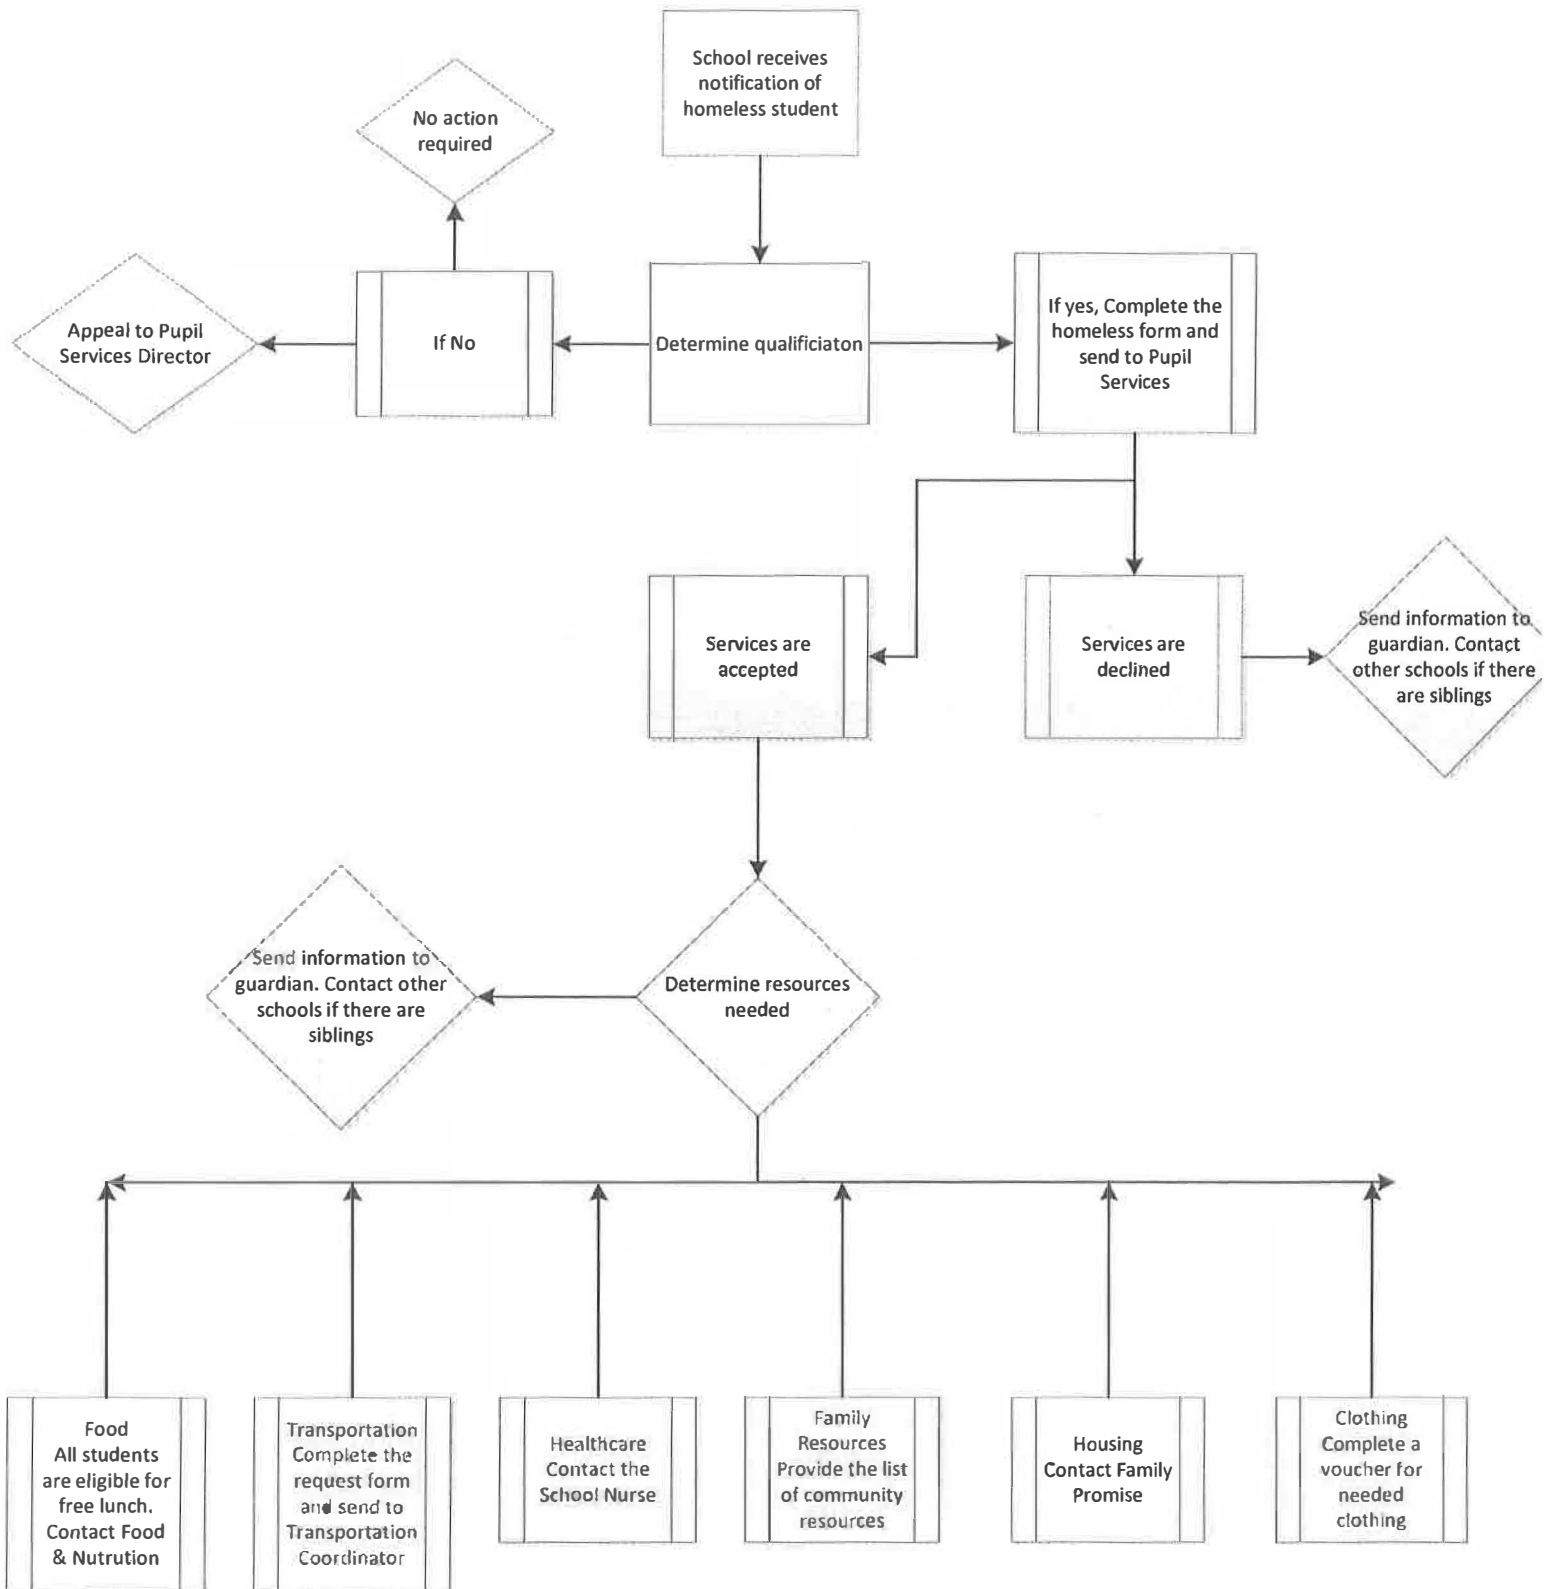 School receives
notification of
homeless student
No action
required
Appeal to Pupil
Services Director
If No
Determine qualificiaton
If yes, Complete the
homeless form and
send to Pupil
Services
Services are
accepted
Services are
declined
Send information to
guardian. Contact
other schools if there
are siblings
Send information to
guardian. Contact other
schools if there are
siblings
Determine resources
needed
Food
All students
are eligible for
free lunch.
Contact Food
& Nutrution
Transportation
Complete the
request form
and send to
Transportation
Coordinator
Healthcare
Contact the
School Nurse
Family
Resources
Provide the list
of community
resources
Housing
Contact Family
Promise
Clothing
Complete a
voucher for
needed
clothing